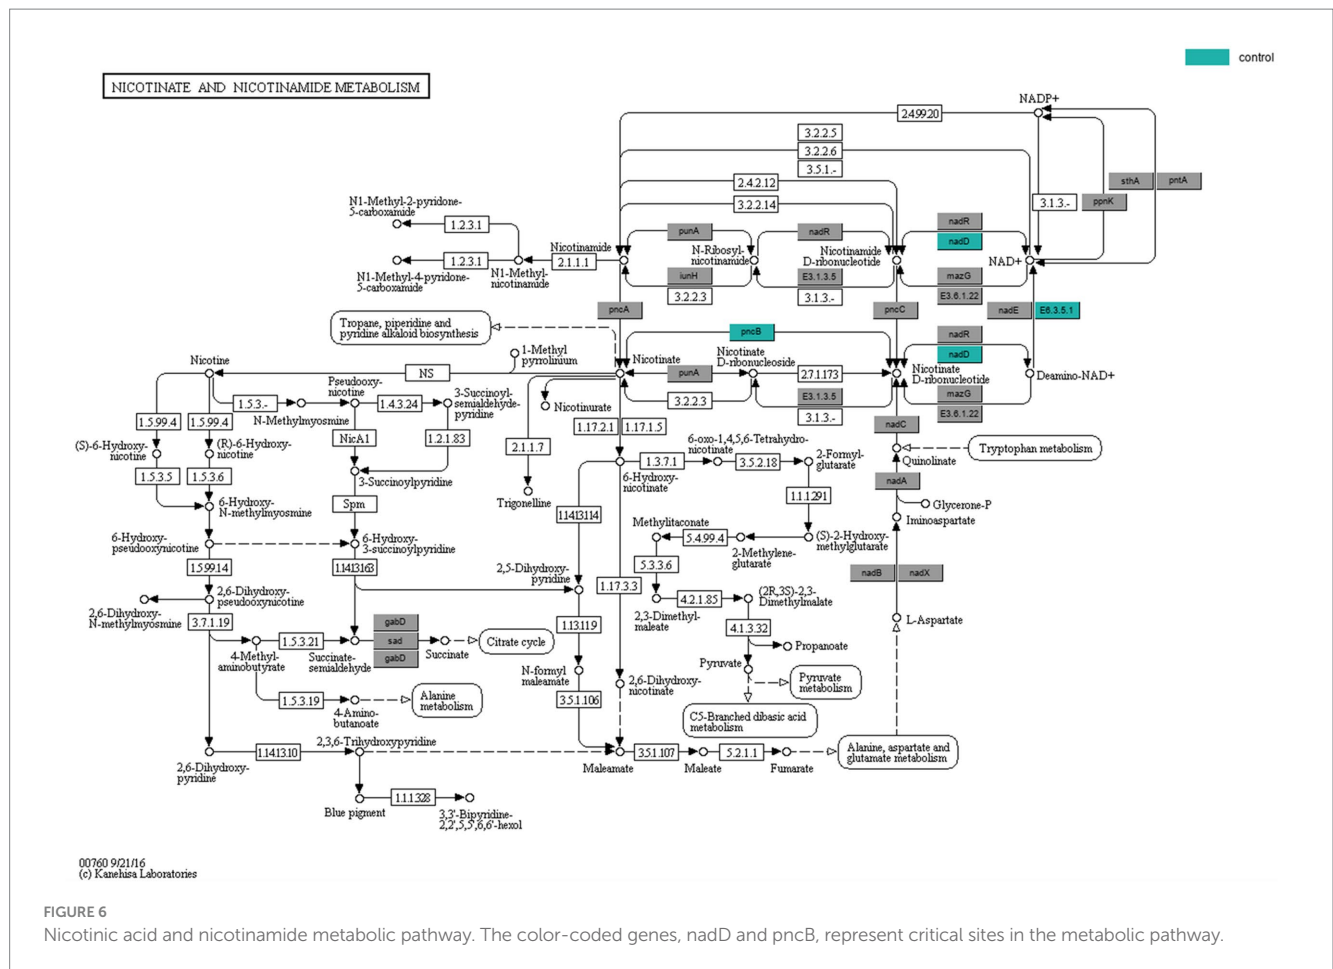 control
NICOTINATE AND NICOTINAMIDE METABOLISM
NADP+
2.4.99.20
3.2.2.5
3.2.2.6
3.5.1.-
2.4.2.12
sthA
pntA
3.1.3.-
ppnK
3.2.2.14
N1-Methyl-2-pyridone-
5-carboxamide
1.2.3.1
punA
nadR
nadR
nadD
Nicotinamide
N-Ribosyl-
nicotinamide
Nicotinamide
D-ribonucleotide
NAD+
1.2.3.1
2.1.1.1
N1-Methyl-4-pyridone-
5-carboxamide
N1-Methyl-
nicotinamide
iunH
3.2.2.3
E3.1.3.5
3.1.3.-
mazG
E3.6.1.22
pncA
pncC
nadE
E6.3.5.1
Tropane, piperidine and
pyridine alkaloid biosynthesis
pncB
nadR
nadD
1-Methyl
pyrrolinium
Nicotine
NS
Nicotinate
punA
Nicotinate
D-ribonucleoside
2.7.1.173
Nicotinate
D-ribonucleotide
Deamino-NAD+
Pseudooxy-
nicotine
3-Succinoyl-
semialdehyde-
pyridine
1.5.3.-
1.4.3.24
N-Methylmyosmine
Nicotinurate
3.2.2.3
E3.1.3.5
3.1.3.-
mazG
E3.6.1.22
1.5.99.4
1.5.99.4
NicA1
1.2.1.83
2.1.1.7
1.17.2.1
1.17.1.5
nadC
(S)-6-Hydroxy-
nicotine
(R)-6-Hydroxy-
nicotine
6-oxo-1,4,5,6-Tetrahydro-
nicotinate
2-Formyl-
glutarate
Quinolinate
Tryptophan metabolism
1.5.3.5
1.5.3.6
3-Succinoylpyridine
Trigonelline
6-Hydroxy-
nicotinate
1.3.7.1
3.5.2.18
nadA
6-Hydroxy-
N-methylmyosmine
Spm
1.14.13.114
1.1.1.291
Glycerone-P
Iminoaspartate
6-Hydroxy-
pseudooxynicotine
6-Hydroxy-
3-succinoylpyridine
Methylitaconate
5.4.99.4
2-Methylene-
glutarate
(S)-2-Hydroxy-
methylglutarate
1.5.99.14
1.14.13.163
2,5-Dihydroxy-
pyridine
1.17.3.3
5.3.3.6
nadB
nadX
2,6-Dihydroxy-
N-methylmyosmine
2,6-Dihydroxy-
pseudooxynicotine
4.2.1.85
2,3-Dimethyl-
maleate
(2R,3S)-2,3-
Dimethylmalate
L-Aspartate
3.7.1.19
gabD
sad
gabD
1.13.11.9
4.1.3.32
Propanoate
1.5.3.21
4-Methyl-
aminobutyrate
Succinate-
semialdehyde
Succinate
Citrate cycle
N-formyl
maleamate
Pyruvate
Pyruvate
metabolism
1.5.3.19
4-Amino-
butanoate
Alanine
metabolism
3.5.1.106
2,6-Dihydroxy-
nicotinate
C5-Branched dibasic acid
metabolism
1.14.13.10
2,3,6-Trihydroxypyridine
2,6-Dihydroxy-
pyridine
Maleamate
3.5.1.107
Maleate
5.2.1.1
Fumarate
Alanine, aspartate and
glutamate metabolism
Blue pigment
1.1.1.328
3,3'-Bipyridine-
2,2',5,5',6,6'-hexol
00760 9/21/16
(c) Kanehisa Laboratories
FIGURE 6
Nicotinic acid and nicotinamide metabolic pathway. The color-coded genes, nadD and pncB, represent critical sites in the metabolic pathway.